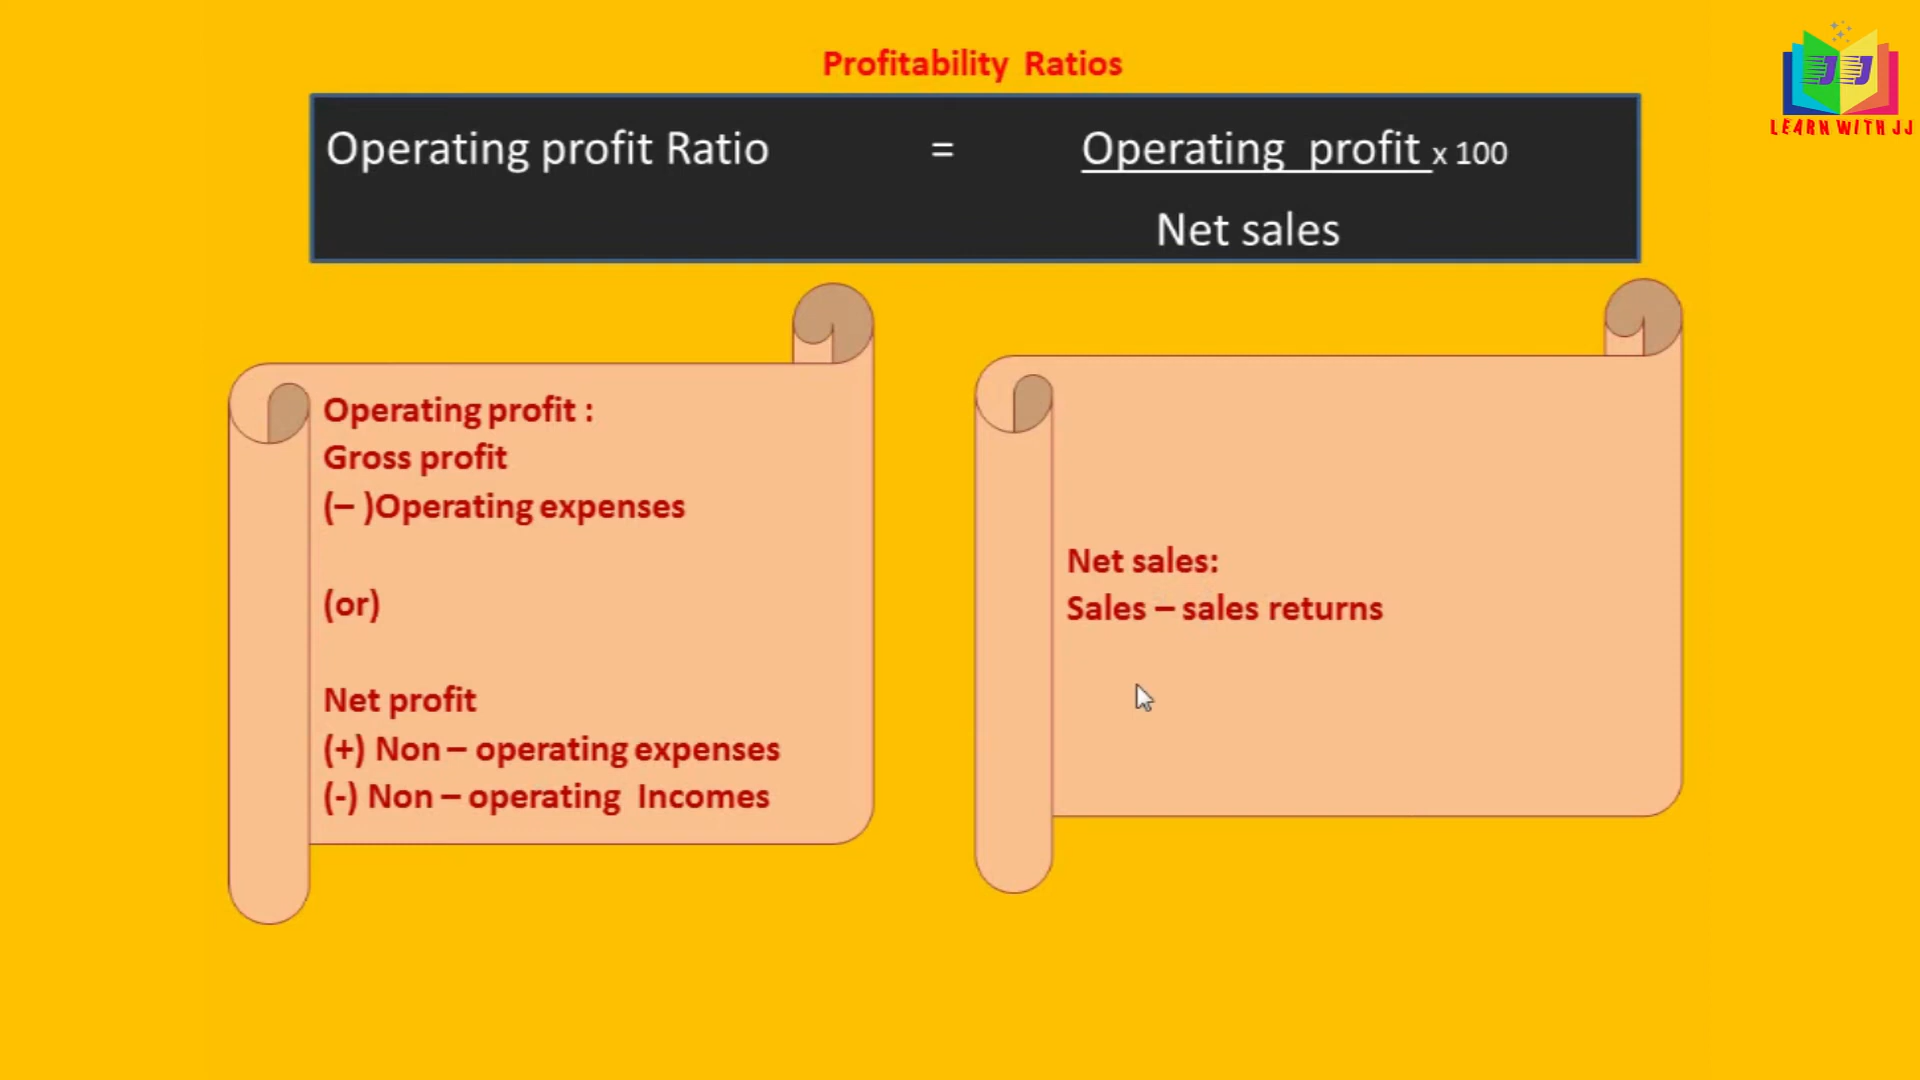 Profitability Ratios
Operating profit Ratio = Operating profit x 100
Net sales
Operating profit :
Gross profit
(– )Operating expenses
(or)
Net profit
(+) Non – operating expenses
(-) Non – operating Incomes
Net sales:
Sales – sales returns
JJ
LEARN WITH JJ